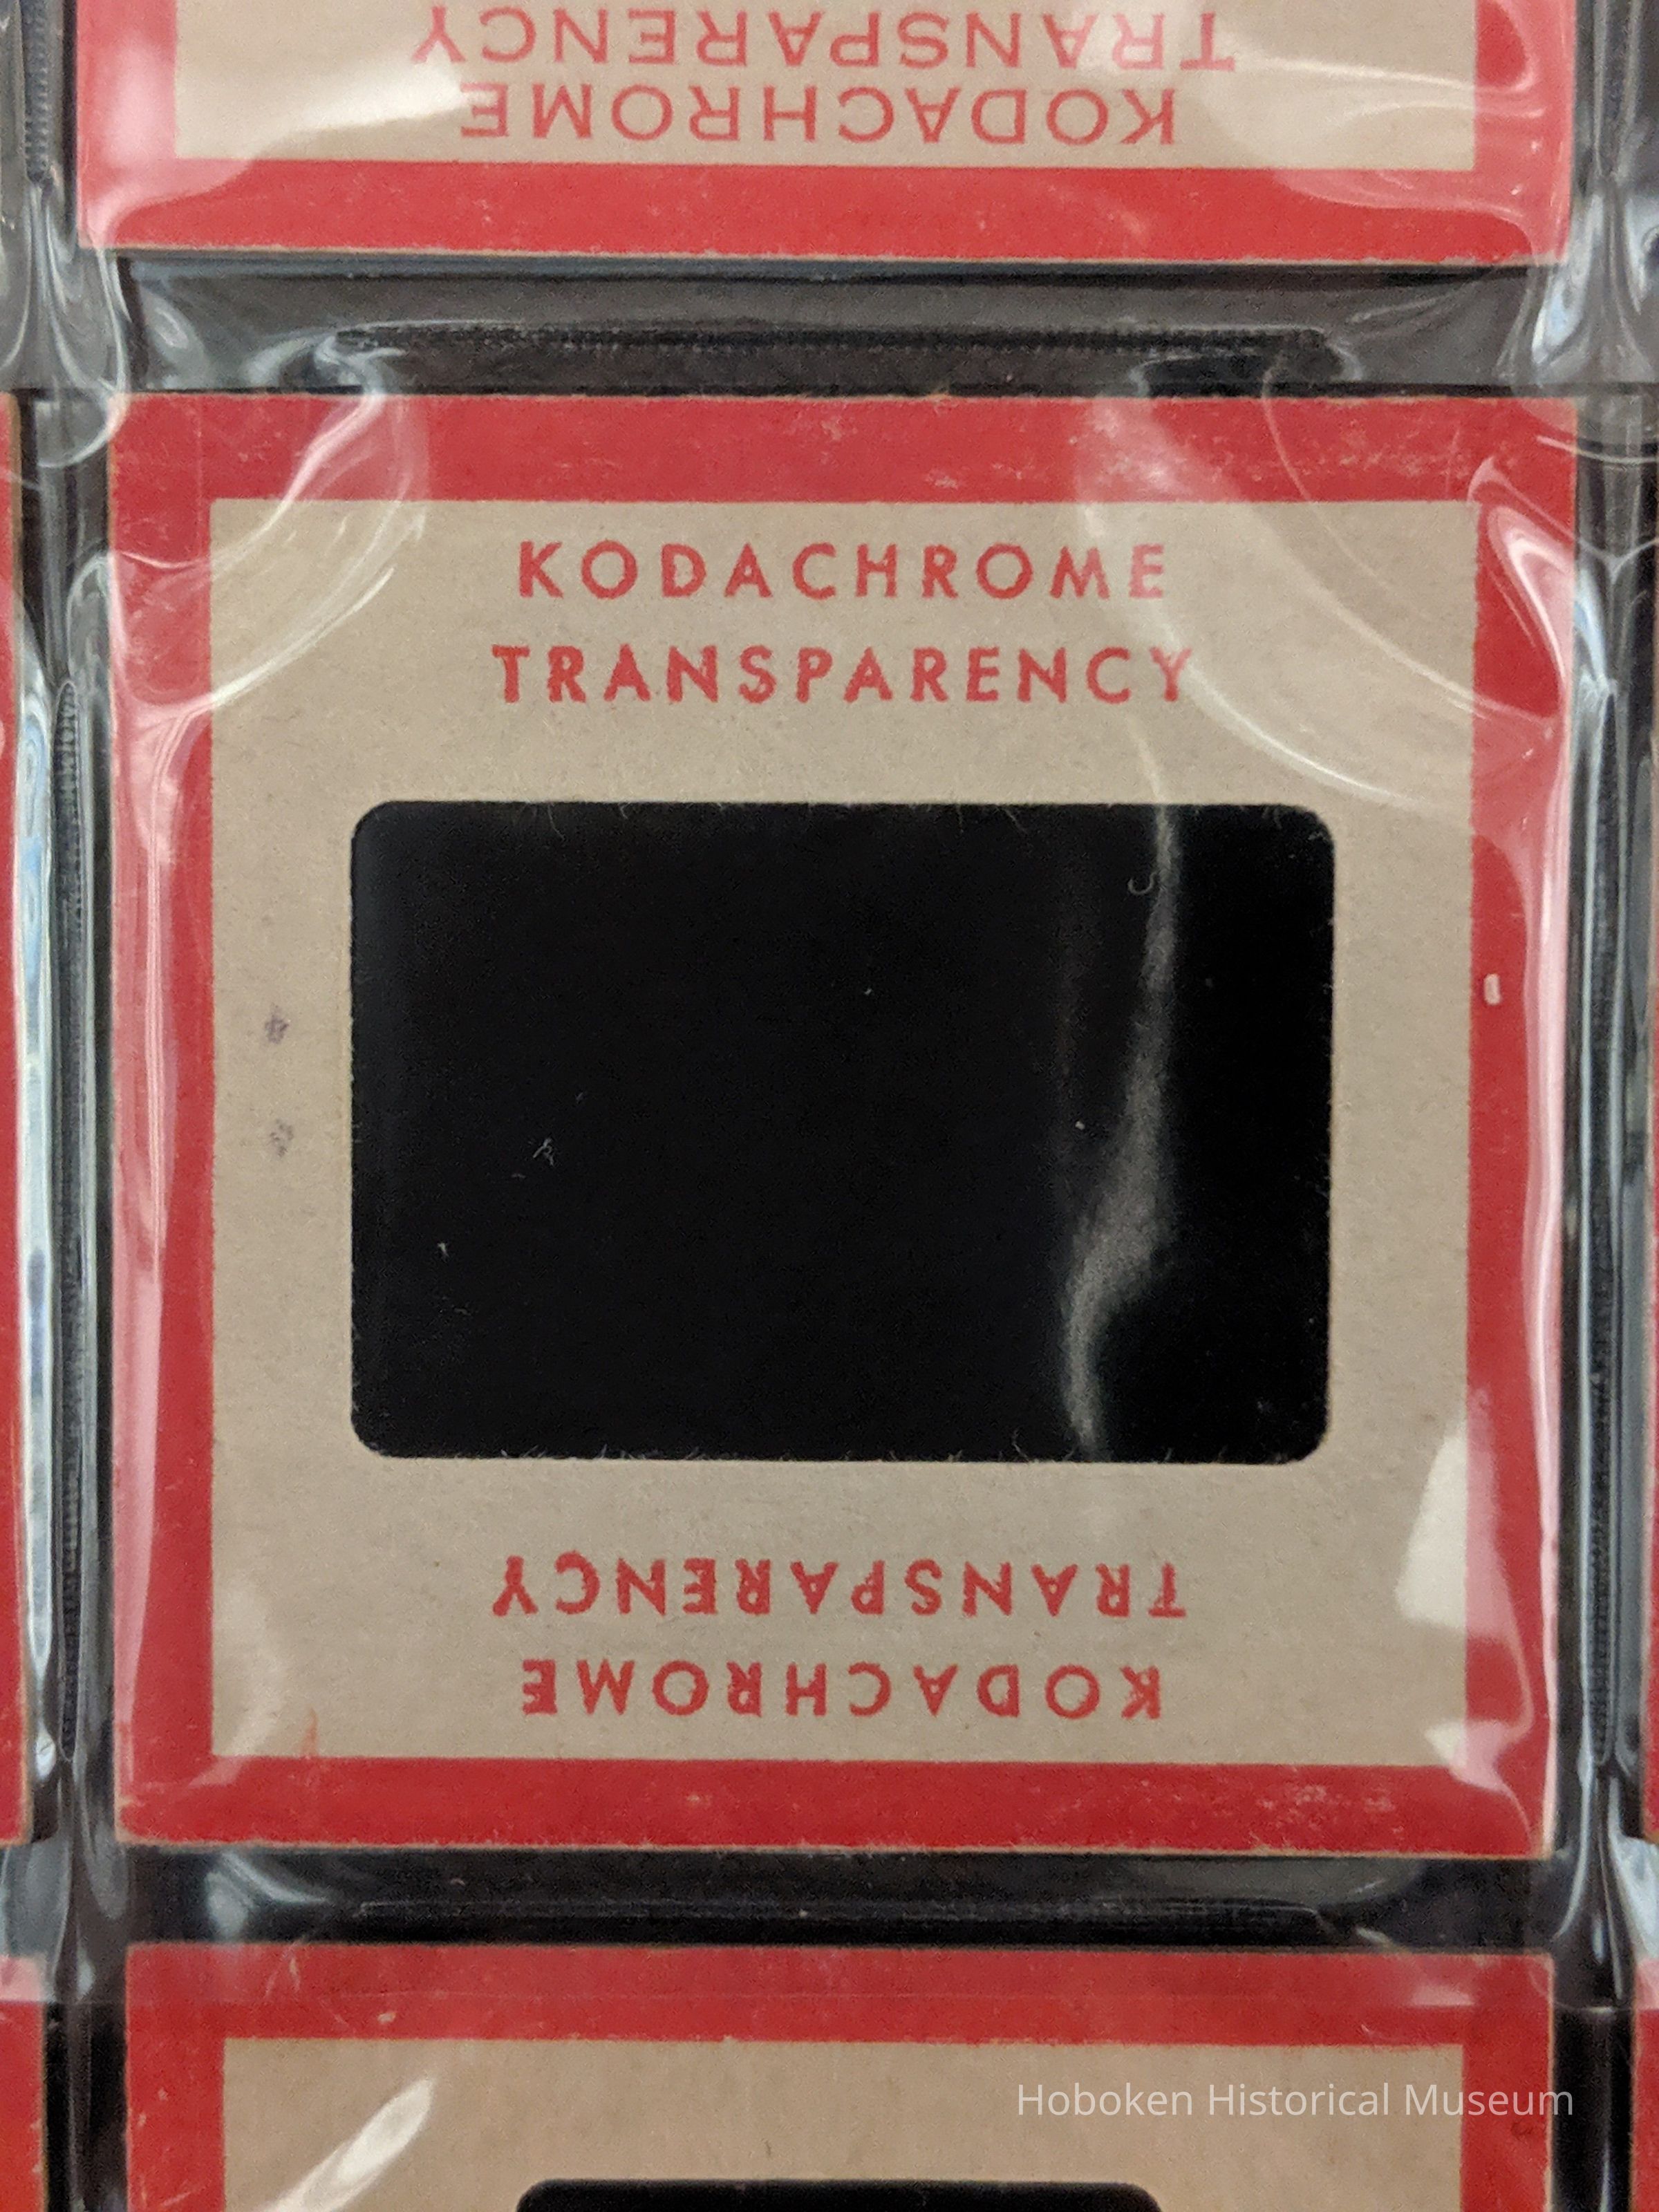 TRANSPARENCY
KODACHROME
KODACHROME
TRANSPARENCY
TRANSPARENCY
KODACHROME
Hoboken Historical Museum